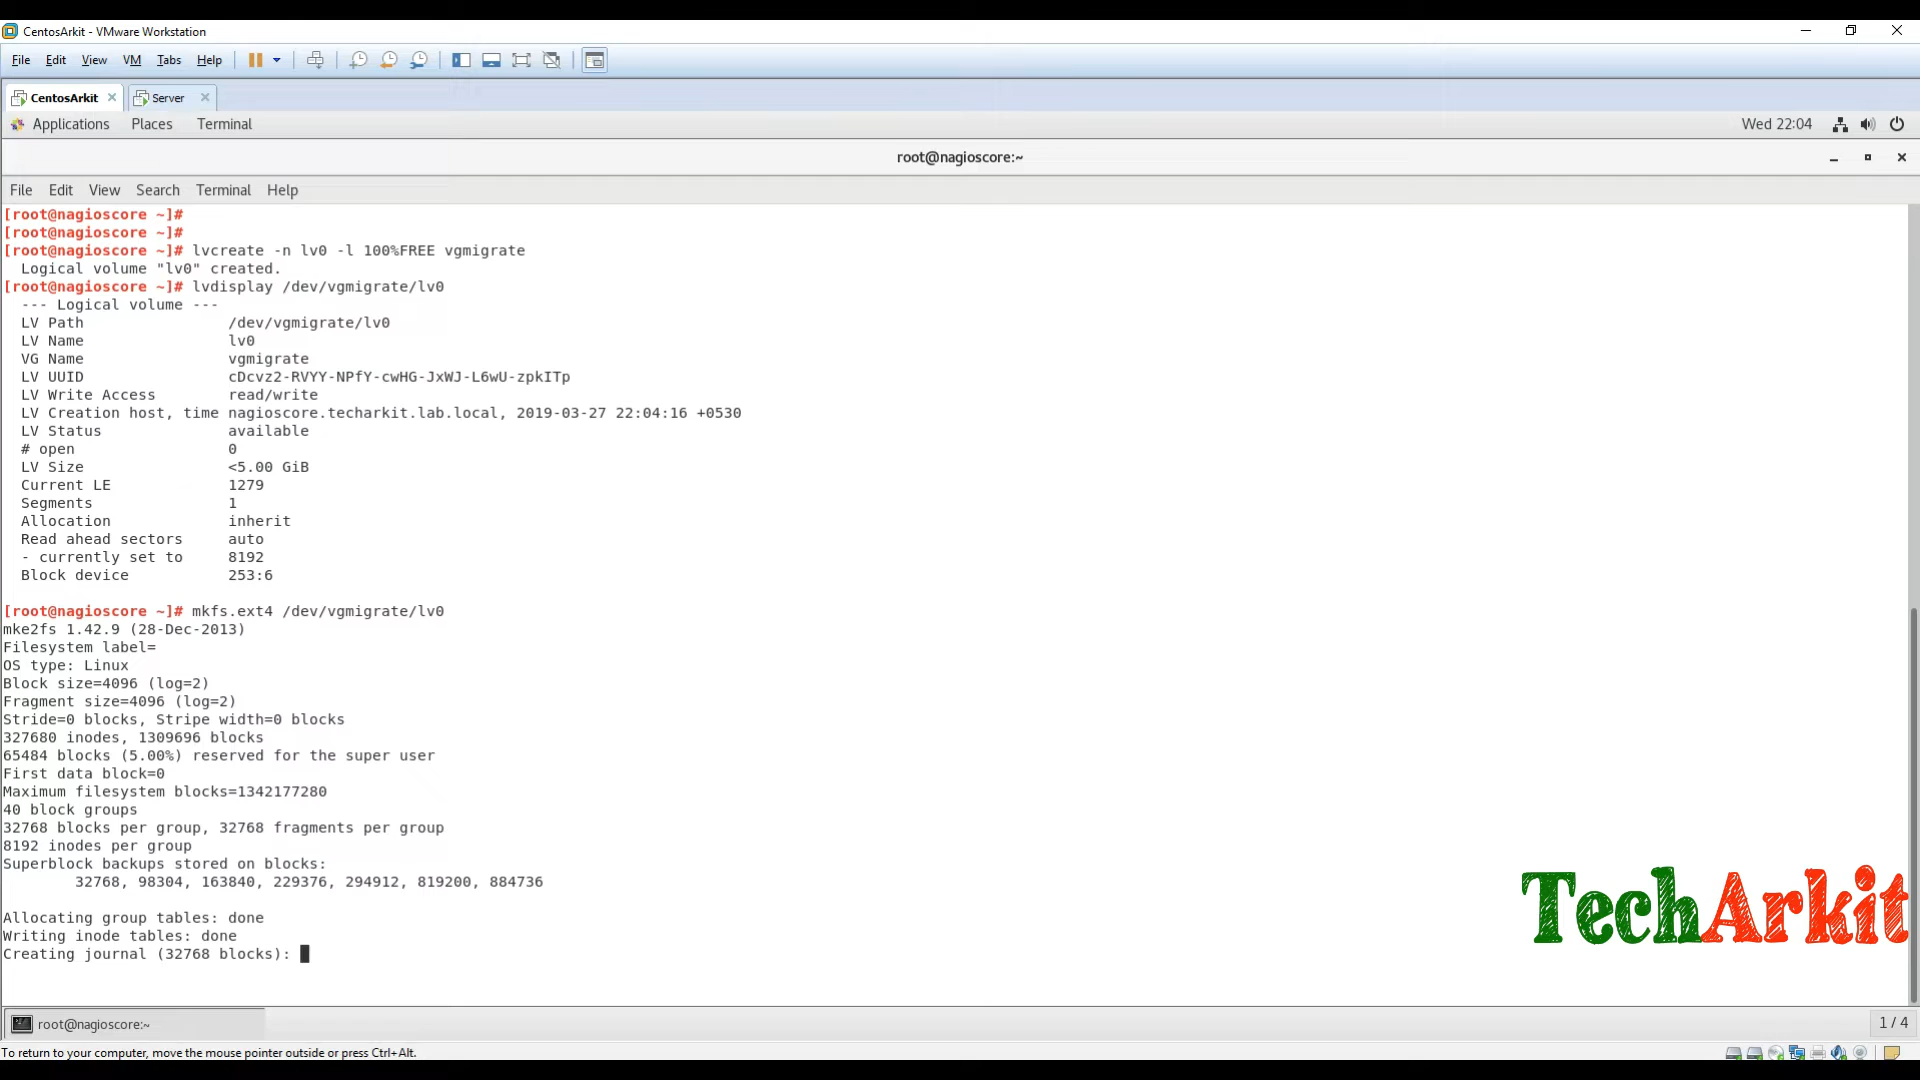 CentosArkit - VMware Workstation
File Edit View VM Tabs Help
CentosArkit Server
Applications Places Terminal Wed 22:04
root@nagioscore:~
File Edit View Search Terminal Help
[root@nagioscore ~]#
[root@nagioscore ~]#
[root@nagioscore ~]# lvcreate -n lv0 -l 100%FREE vgmigrate
Logical volume "lv0" created.
[root@nagioscore ~]# lvdisplay /dev/vgmigrate/lv0
--- Logical volume ---
LV Path /dev/vgmigrate/lv0
LV Name lv0
VG Name vgmigrate
LV UUID cDcvz2-RVYY-NPfY-cwHG-JxWJ-L6wU-zpkITp
LV Write Access read/write
LV Creation host, time nagioscore.techarkit.lab.local, 2019-03-27 22:04:16 +0530
LV Status available
# open 0
LV Size <5.00 GiB
Current LE 1279
Segments 1
Allocation inherit
Read ahead sectors auto
- currently set to 8192
Block device 253:6
[root@nagioscore ~]# mkfs.ext4 /dev/vgmigrate/lv0
mke2fs 1.42.9 (28-Dec-2013)
Filesystem label=
OS type: Linux
Block size=4096 (log=2)
Fragment size=4096 (log=2)
Stride=0 blocks, Stripe width=0 blocks
327680 inodes, 1309696 blocks
65484 blocks (5.00%) reserved for the super user
First data block=0
Maximum filesystem blocks=1342177280
40 block groups
32768 blocks per group, 32768 fragments per group
8192 inodes per group
Superblock backups stored on blocks:
32768, 98304, 163840, 229376, 294912, 819200, 884736
Allocating group tables: done
Writing inode tables: done
Creating journal (32768 blocks):
TechArkit
root@nagioscore:~ 1 / 4
To return to your computer, move the mouse pointer outside or press Ctrl+Alt.